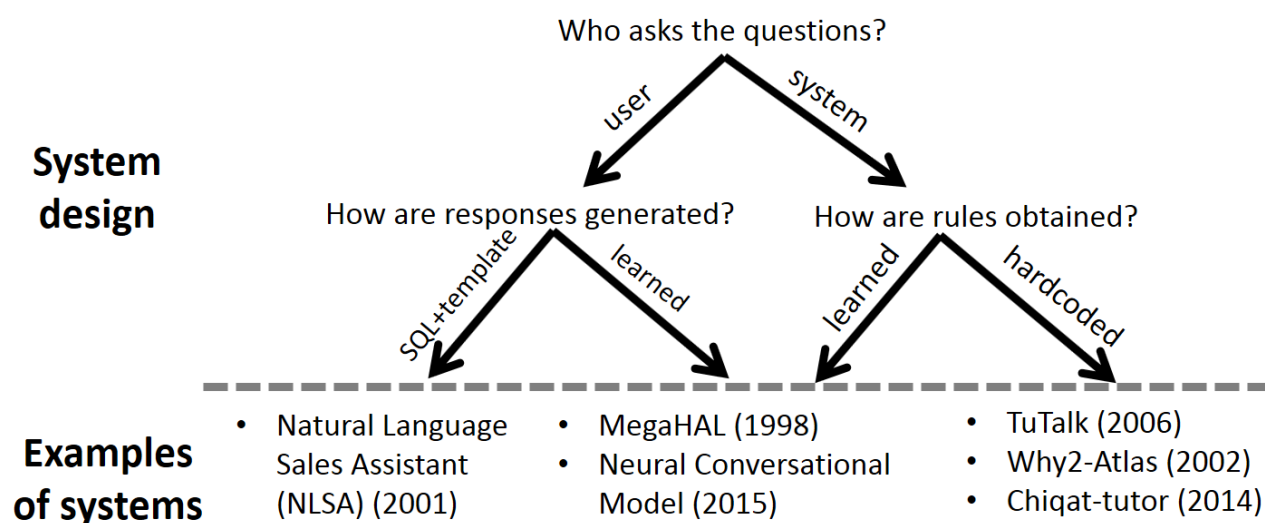 Who asks the questions?
user
system
System
design
How are responses generated?
How are rules obtained?
SQL+template
learned
learned
hardcoded
Examples
of systems
• Natural Language
Sales Assistant
(NLSA) (2001)
• MegaHAL (1998)
• Neural Conversational
Model (2015)
• TuTalk (2006)
• Why2-Atlas (2002)
• Chiqat-tutor (2014)